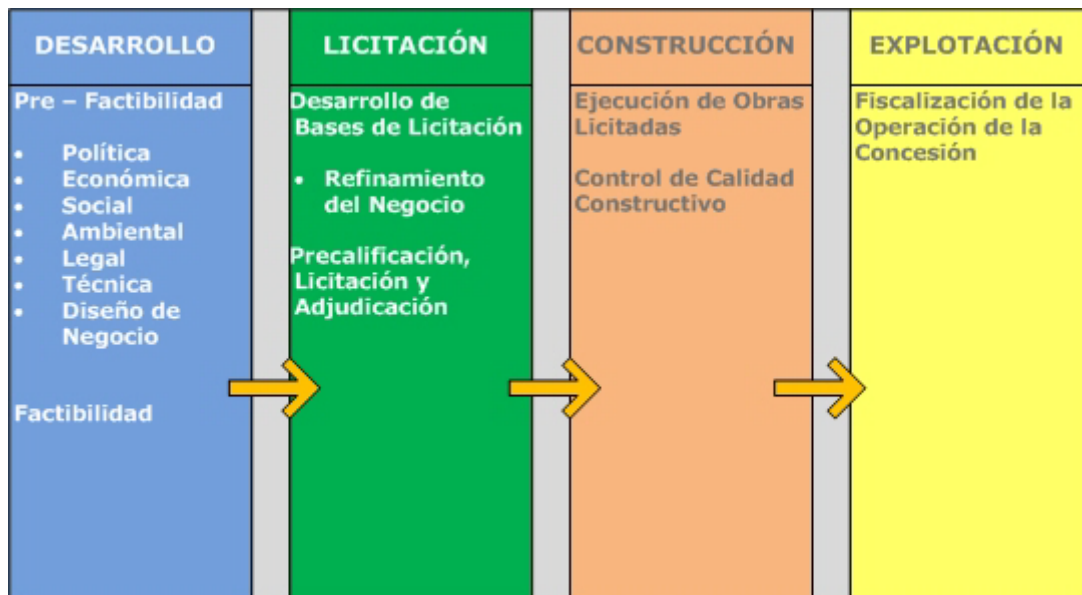 DESARROLLO
Pre – Factibilidad
• Política
• Económica
• Social
• Ambiental
• Legal
• Técnica
• Diseño de
Negocio
Factibilidad
LICITACIÓN
Desarrollo de
Bases de Licitación
• Refinamiento
del Negocio
Precalificación,
Licitación y
Adjudicación
CONSTRUCCIÓN
Ejecución de Obras
Licitadas
Control de Calidad
Constructivo
EXPLOTACIÓN
Fiscalización de la
Operación de la
Concesión